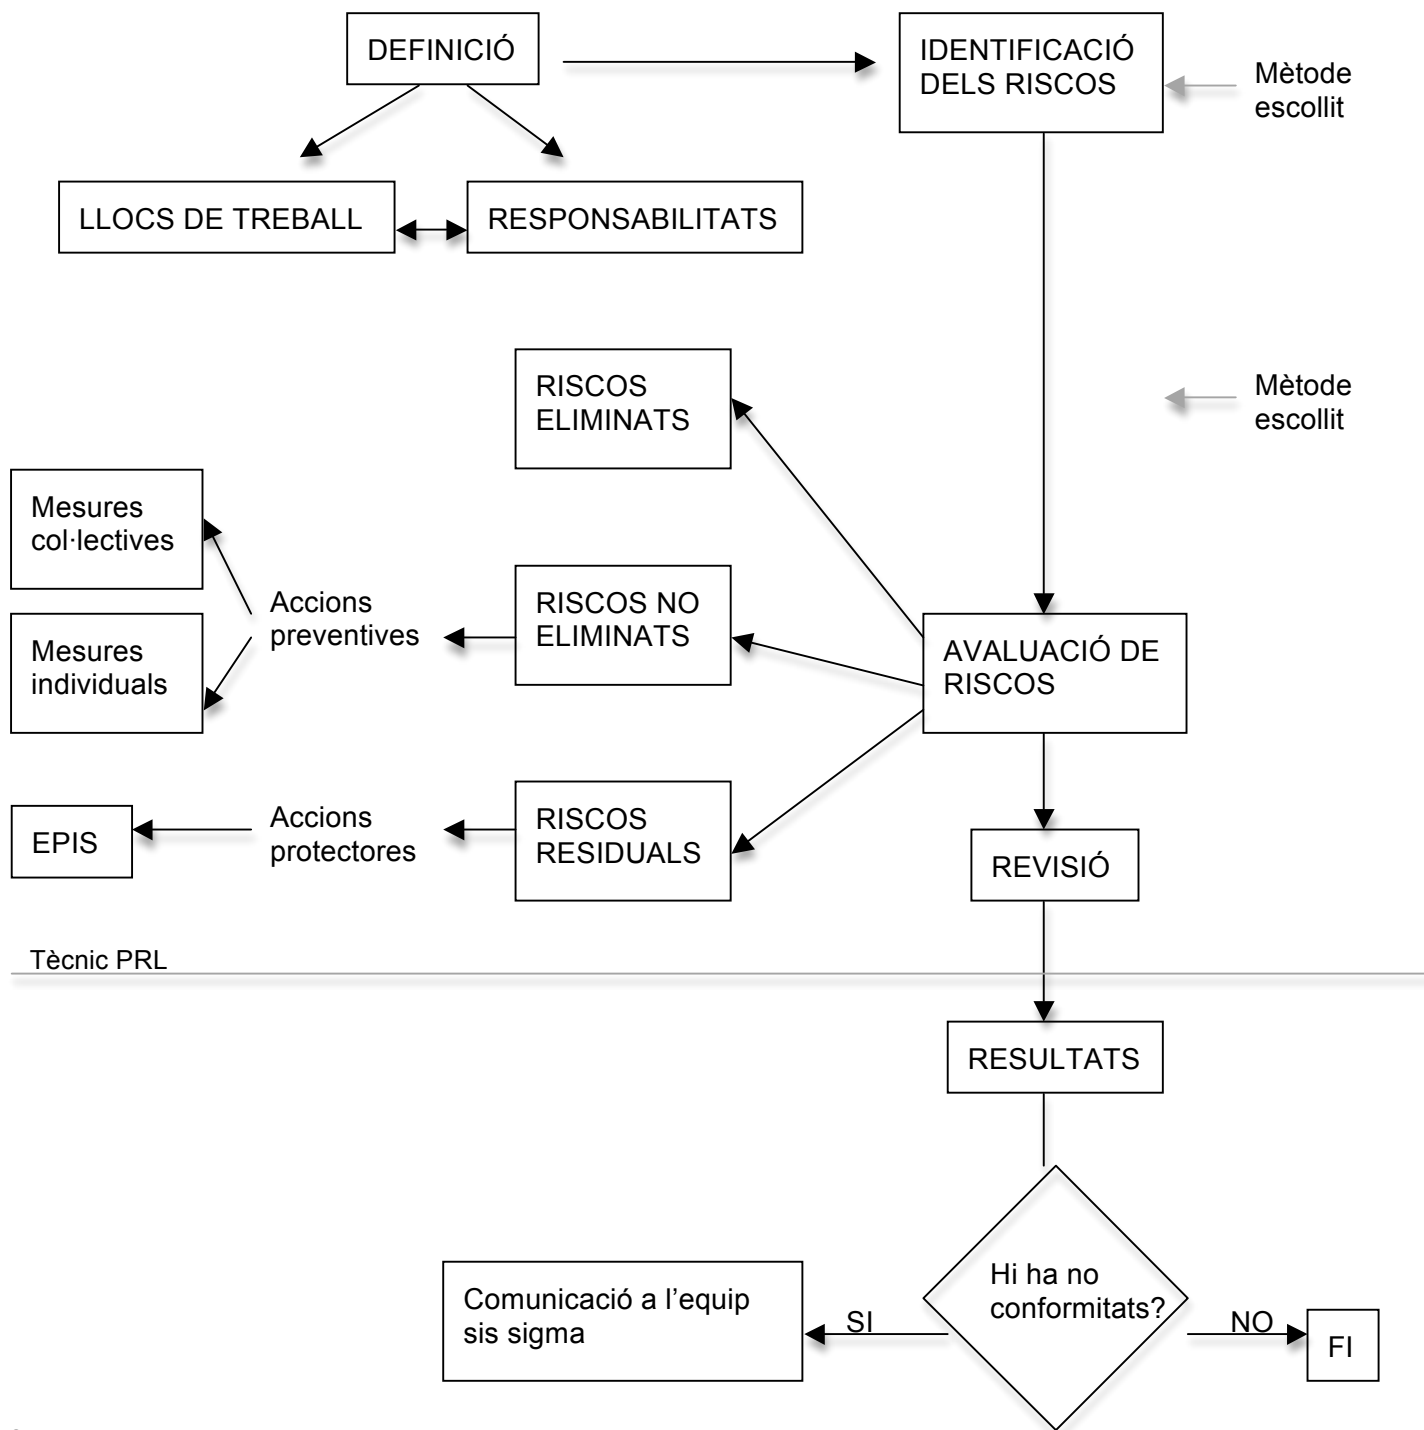 DEFINICIÓ
IDENTIFICACIÓ
DELS RISCOS
Mètode
escollit
LLOCS DE TREBALL
RESPONSABILITATS
RISCOS
ELIMINATS
Mètode
escollit
Mesures
col·lectives
Accions
preventives
RISCOS NO
ELIMINATS
Mesures
individuals
AVALUACIÓ DE
RISCOS
EPIS
Accions
protectores
RISCOS
RESIDUALS
REVISIÓ
Tècnic PRL
RESULTATS
Hi ha no
conformitats?
Comunicació a l’equip
sis sigma
SI
NO
FI